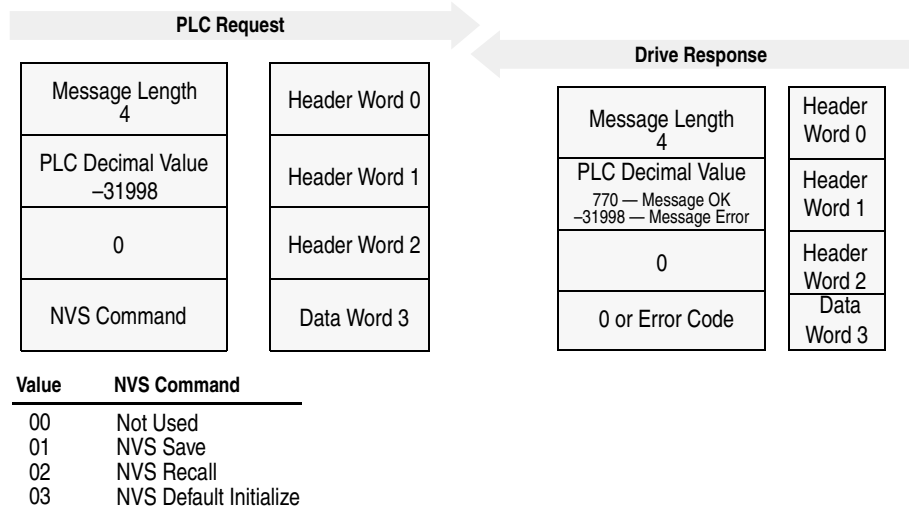 PLC Request
Drive Response
Message Length
4
Header Word 0
PLC Decimal Value
–31998
Header Word 1
0
Header Word 2
NVS Command
Data Word 3
Message Length
4
Header
Word 0
PLC Decimal Value
770 — Message OK
–31998 — Message Error
Header
Word 1
0
Header
Word 2
0 or Error Code
Data
Word 3
Value NVS Command
00 Not Used
01 NVS Save
02 NVS Recall
03 NVS Default Initialize